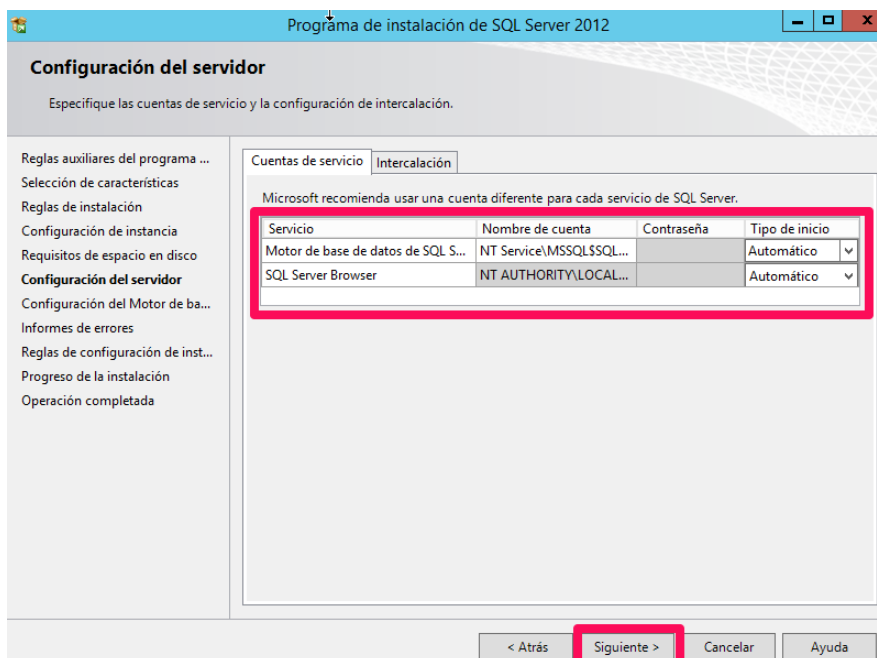 Programa de instalación de SQL Server 2012
Configuración del servidor
Especifique las cuentas de servicio y la configuración de intercalación.
Reglas auxiliares del programa ...
Selección de características
Reglas de instalación
Configuración de instancia
Requisitos de espacio en disco
Configuración del servidor
Configuración del Motor de ba...
Informes de errores
Reglas de configuración de inst...
Progreso de la instalación
Operación completada
Cuentas de servicio Intercalación
Microsoft recomienda usar una cuenta diferente para cada servicio de SQL Server.
Servicio Nombre de cuenta Contraseña Tipo de inicio
Motor de base de datos de SQL S... NT Service\MSSQL$SQL... Automático
SQL Server Browser NT AUTHORITY\LOCAL... Automático
< Atrás Siguiente > Cancelar Ayuda